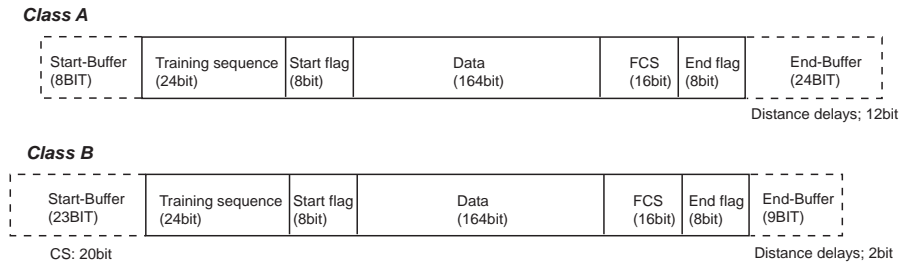 Class A
Start-Buffer Training sequence Start flag Data FCS End flag End-Buffer
(8BIT) (24bit) (8bit) (164bit) (16bit) (8bit) (24BIT)
Distance delays; 12bit
Class B
Start-Buffer Training sequence Start flag Data FCS End flag End-Buffer
(23BIT) (24bit) (8bit) (164bit) (16bit) (8bit) (9BIT)
CS: 20bit Distance delays; 2bit